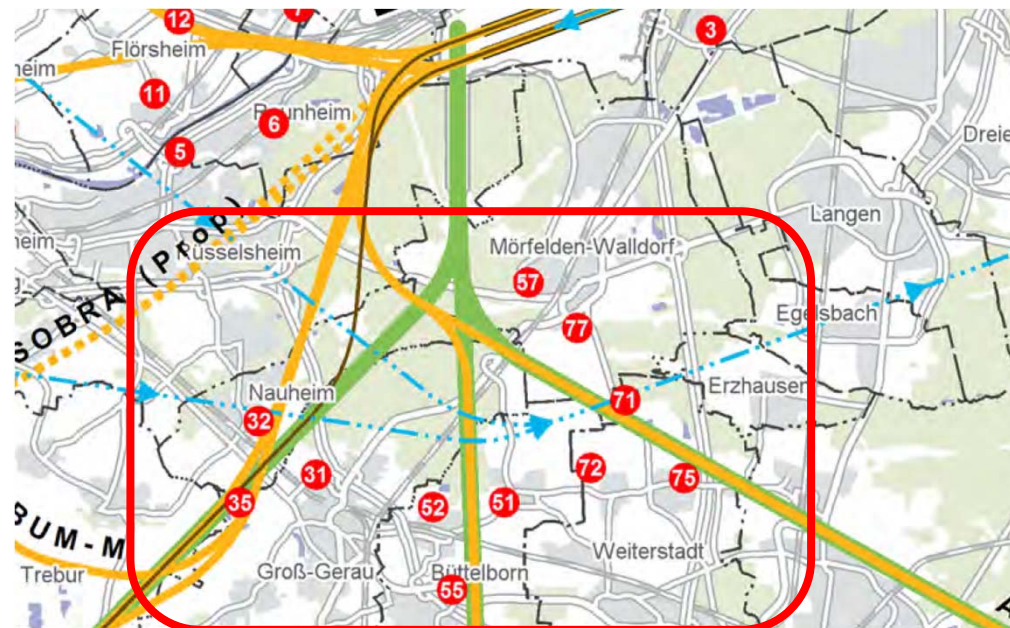 12
7
3
Flörsheim
heim
11
Raunheim
6
5
Dreie
SOBRA (Prop)
Langen
heim
Rüsselsheim
Mörfelden-Walldorf
57
Egelsbach
77
Nauheim
Erzhausen
71
32
31
72
75
35
52
51
BUM-M
Weiterstadt
Trebur
Groß-Gerau
Büttelborn
55